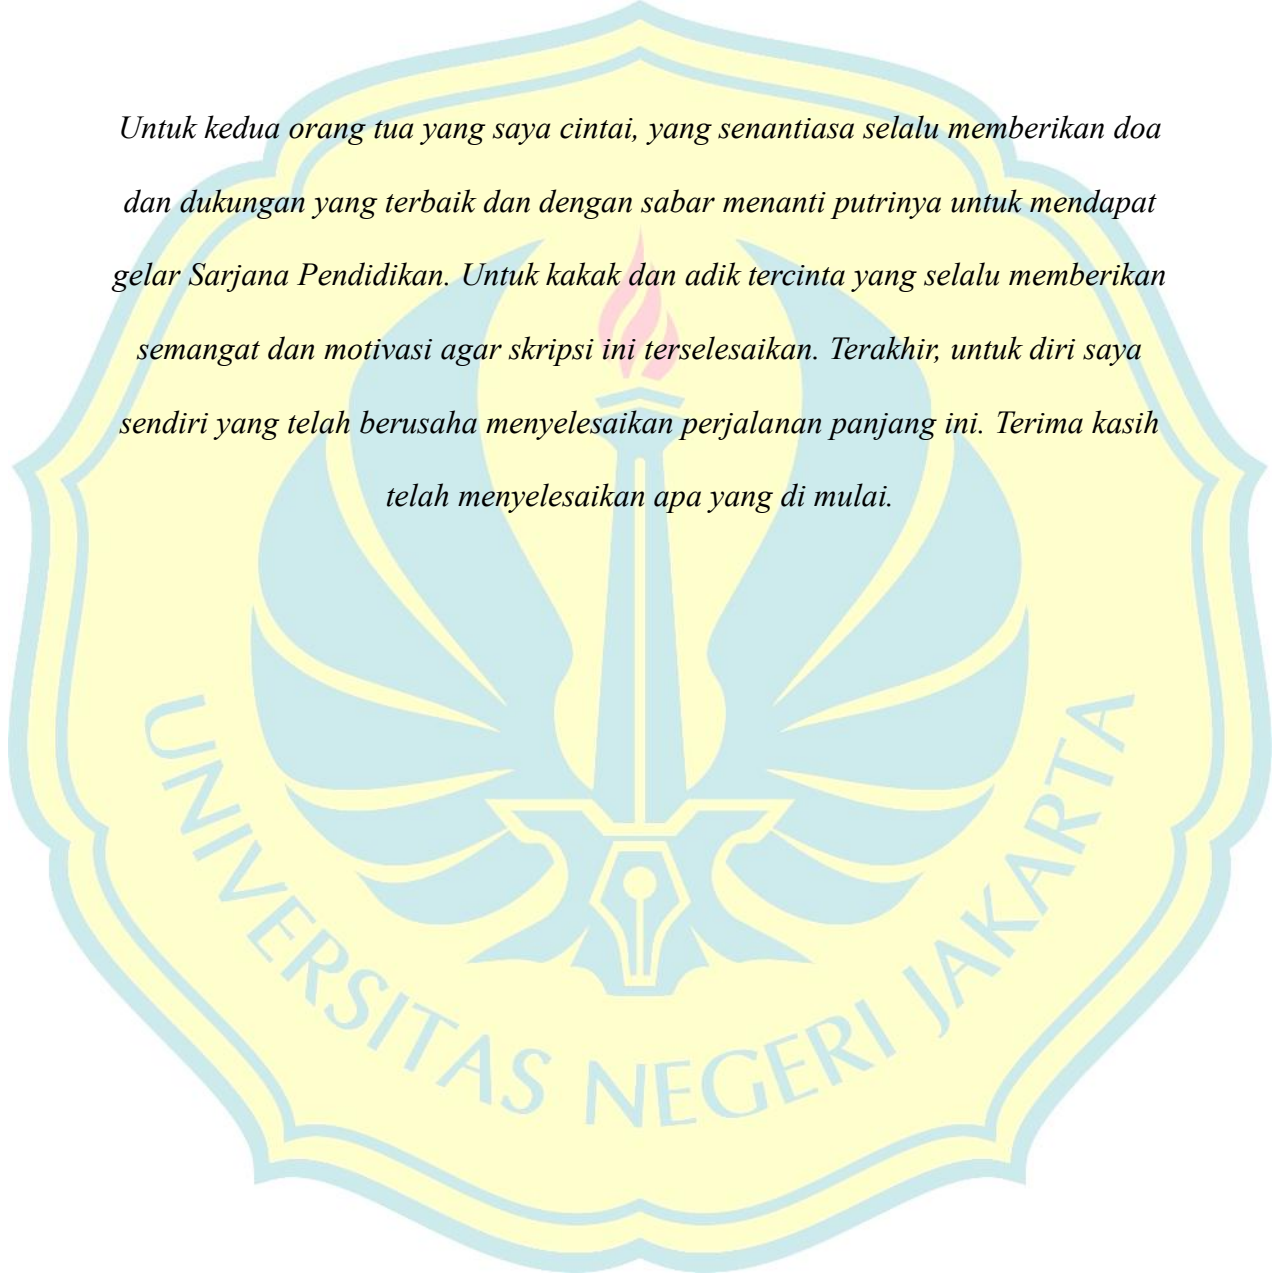 Untuk kedua orang tua yang saya cintai, yang senantiasa selalu memberikan doa
dan dukungan yang terbaik dan dengan sabar menanti putrinya untuk mendapat
gelar Sarjana Pendidikan. Untuk kakak dan adik tercinta yang selalu memberikan
semangat dan motivasi agar skripsi ini terselesaikan. Terakhir, untuk diri saya
sendiri yang telah berusaha menyelesaikan perjalanan panjang ini. Terima kasih
telah menyelesaikan apa yang di mulai.
UNIVERSITAS NEGERI JAKARTA